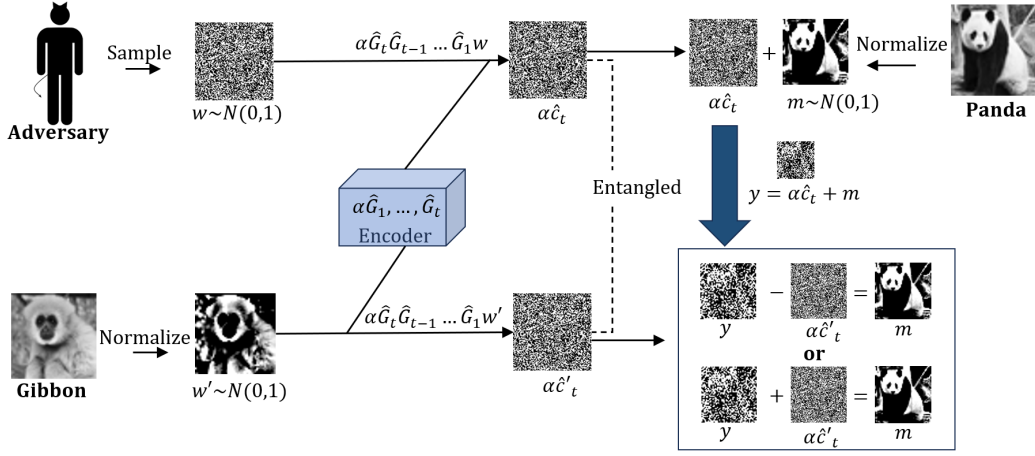 Adversary
Sample
w~N(0,1)
αĜ_tĜ_{t−1} … Ĝ_1w
αĉ_t
αĉ_t
+
m~N(0,1)
Normalize
Panda
αĜ_1, … , Ĝ_t
Encoder
Entangled
y = αĉ_t + m
Gibbon
Normalize
w′~N(0,1)
αĜ_tĜ_{t−1} … Ĝ_1w′
αĉ′_t
− =
y αĉ′_t m
or
+ =
y αĉ′_t m